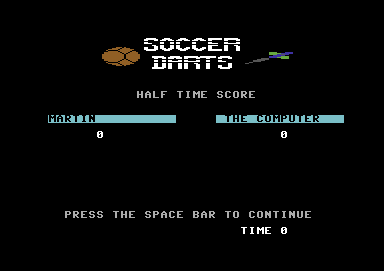 SOCCER
DARTS
HALF TIME SCORE
MARTIN THE COMPUTER
0 0
PRESS THE SPACE BAR TO CONTINUE
TIME 0